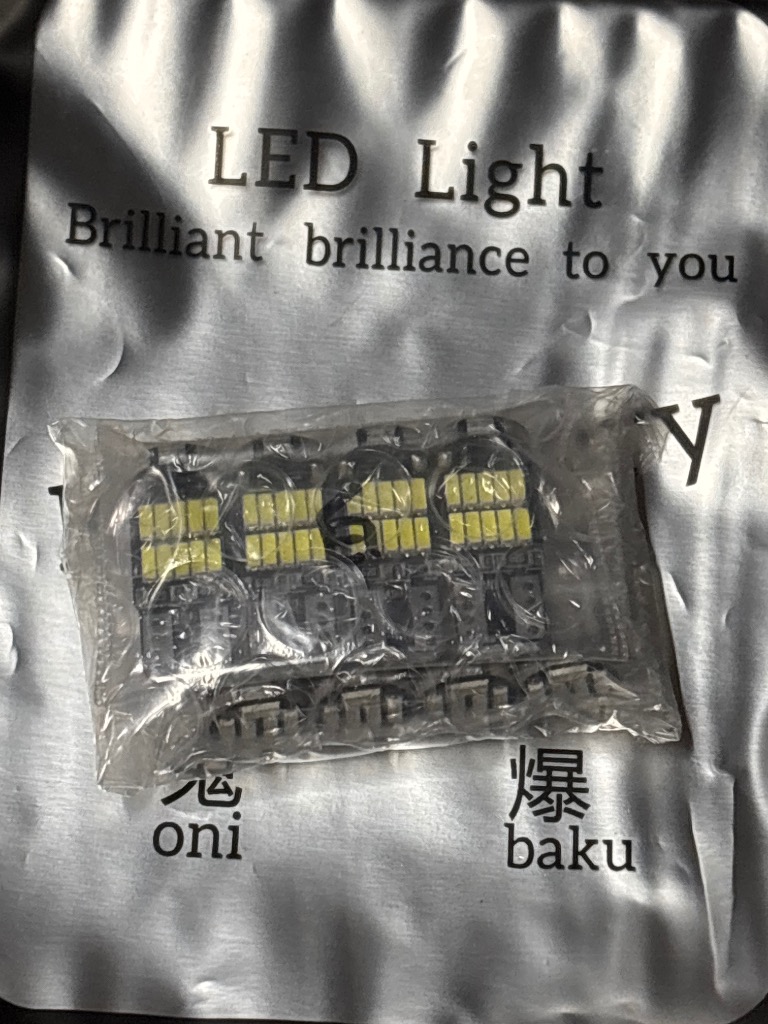 LED Light
Brilliant brilliance to you
y
鬼 爆
oni baku